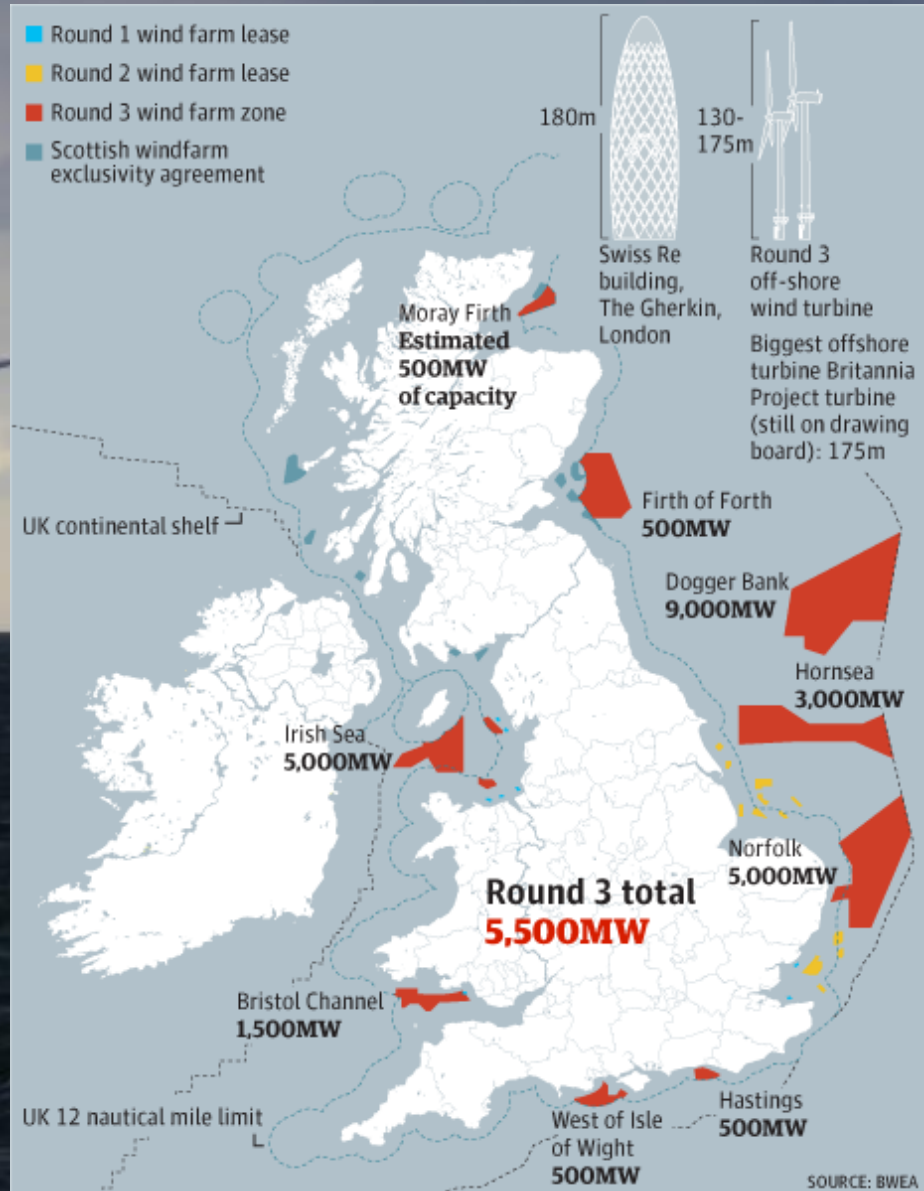 Round 1 wind farm lease
Round 2 wind farm lease
Round 3 wind farm zone
Scottish windfarm
exclusivity agreement
180m
130-
175m
Swiss Re
building,
The Gherkin,
London
Round 3
off-shore
wind turbine
Biggest offshore
turbine Britannia
Project turbine
(still on drawing
board): 175m
Moray Firth
Estimated
500MW
of capacity
UK continental shelf
Firth of Forth
500MW
Dogger Bank
9,000MW
Hornsea
3,000MW
Irish Sea
5,000MW
Norfolk
5,000MW
Round 3 total
5,500MW
Bristol Channel
1,500MW
UK 12 nautical mile limit
West of Isle
of Wight
500MW
Hastings
500MW
SOURCE: BWEA